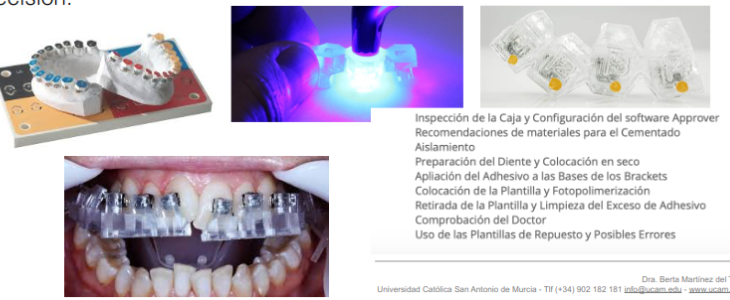 Inspección de la Caja y Configuración del software Approver
Recomendaciones de materiales para el Cementado
Aislamiento
Preparación del Diente y Colocación en seco
Apliación del Adhesivo a las Bases de los Brackets
Colocación de la Plantilla y Fotopolimerización
Retirada de la Plantilla y Limpieza del Exceso de Adhesivo
Comprobación del Doctor
Uso de las Plantillas de Repuesto y Posibles Errores
Dra. Berta Martínez del
Universidad Católica San Antonio de Murcia - Tlf (+34) 902 182 181 info@ucam.edu - www.ucam.